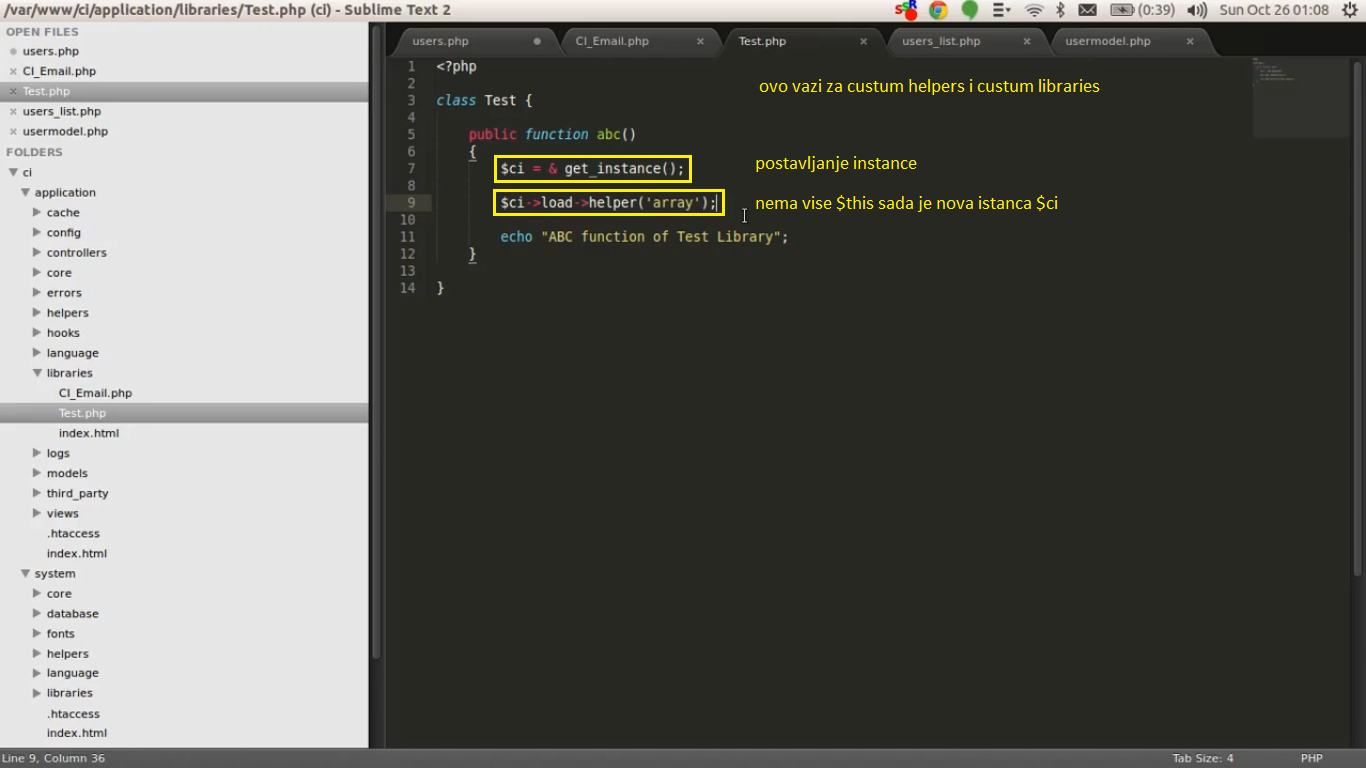 /var/www/ci/application/libraries/Test.php (ci) - Sublime Text 2
(0:39) Sun Oct 26 01:08
OPEN FILES
users.php
CI_Email.php
Test.php
users_list.php
usermodel.php
FOLDERS
ci
application
cache
config
controllers
core
errors
helpers
hooks
language
libraries
CI_Email.php
Test.php
index.html
logs
models
third_party
views
.htaccess
index.html
system
core
database
fonts
helpers
language
libraries
.htaccess
index.html
users.php CI_Email.php Test.php users_list.php usermodel.php
1 <?php
2
3 class Test {
4
5 public function abc()
6 {
7 $ci = & get_instance();
8
9 $ci->load->helper('array');
10
11 echo "ABC function of Test Library";
12 }
13
14 }
ovo vazi za custum helpers i custum libraries
postavljanje instance
nema vise $this sada je nova istanca $ci
Line 9, Column 36 Tab Size: 4 PHP